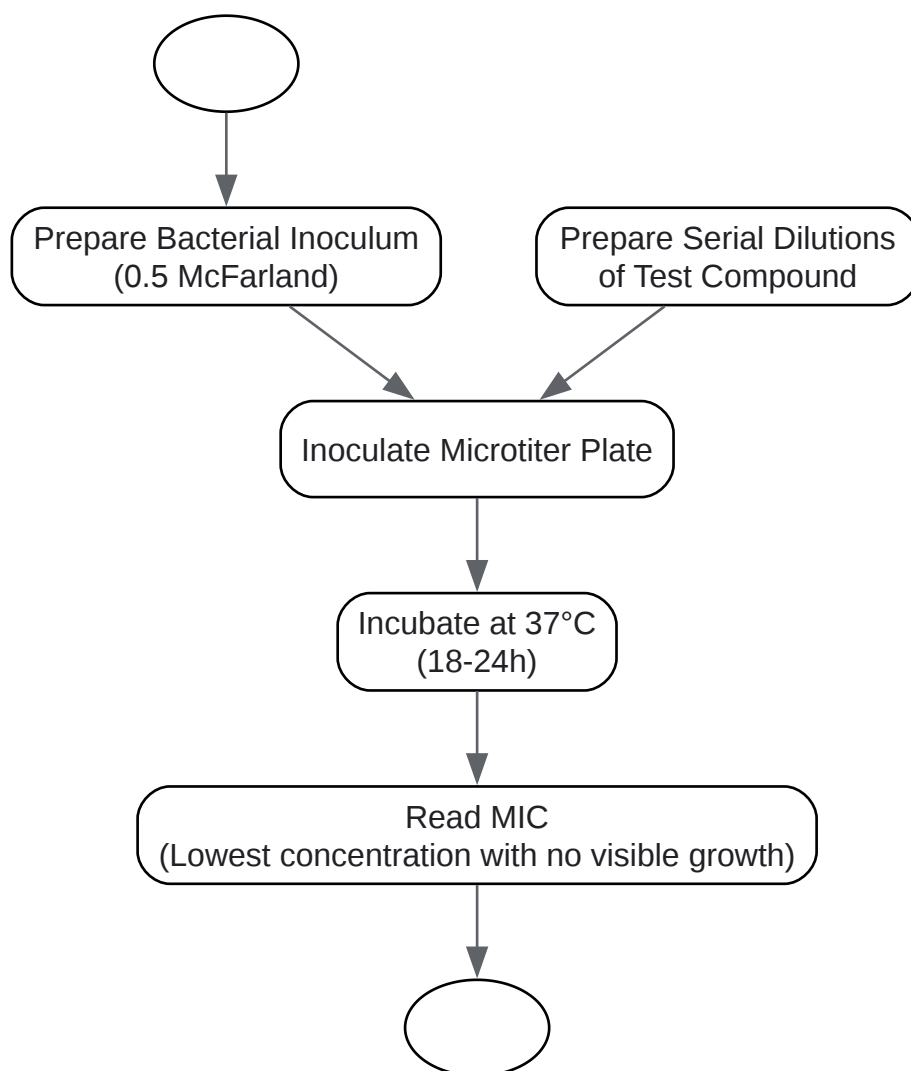 Prepare Bacterial Inoculum
(0.5 McFarland)
Prepare Serial Dilutions
of Test Compound
Inoculate Microtiter Plate
Incubate at 37°C
(18-24h)
Read MIC
(Lowest concentration with no visible growth)